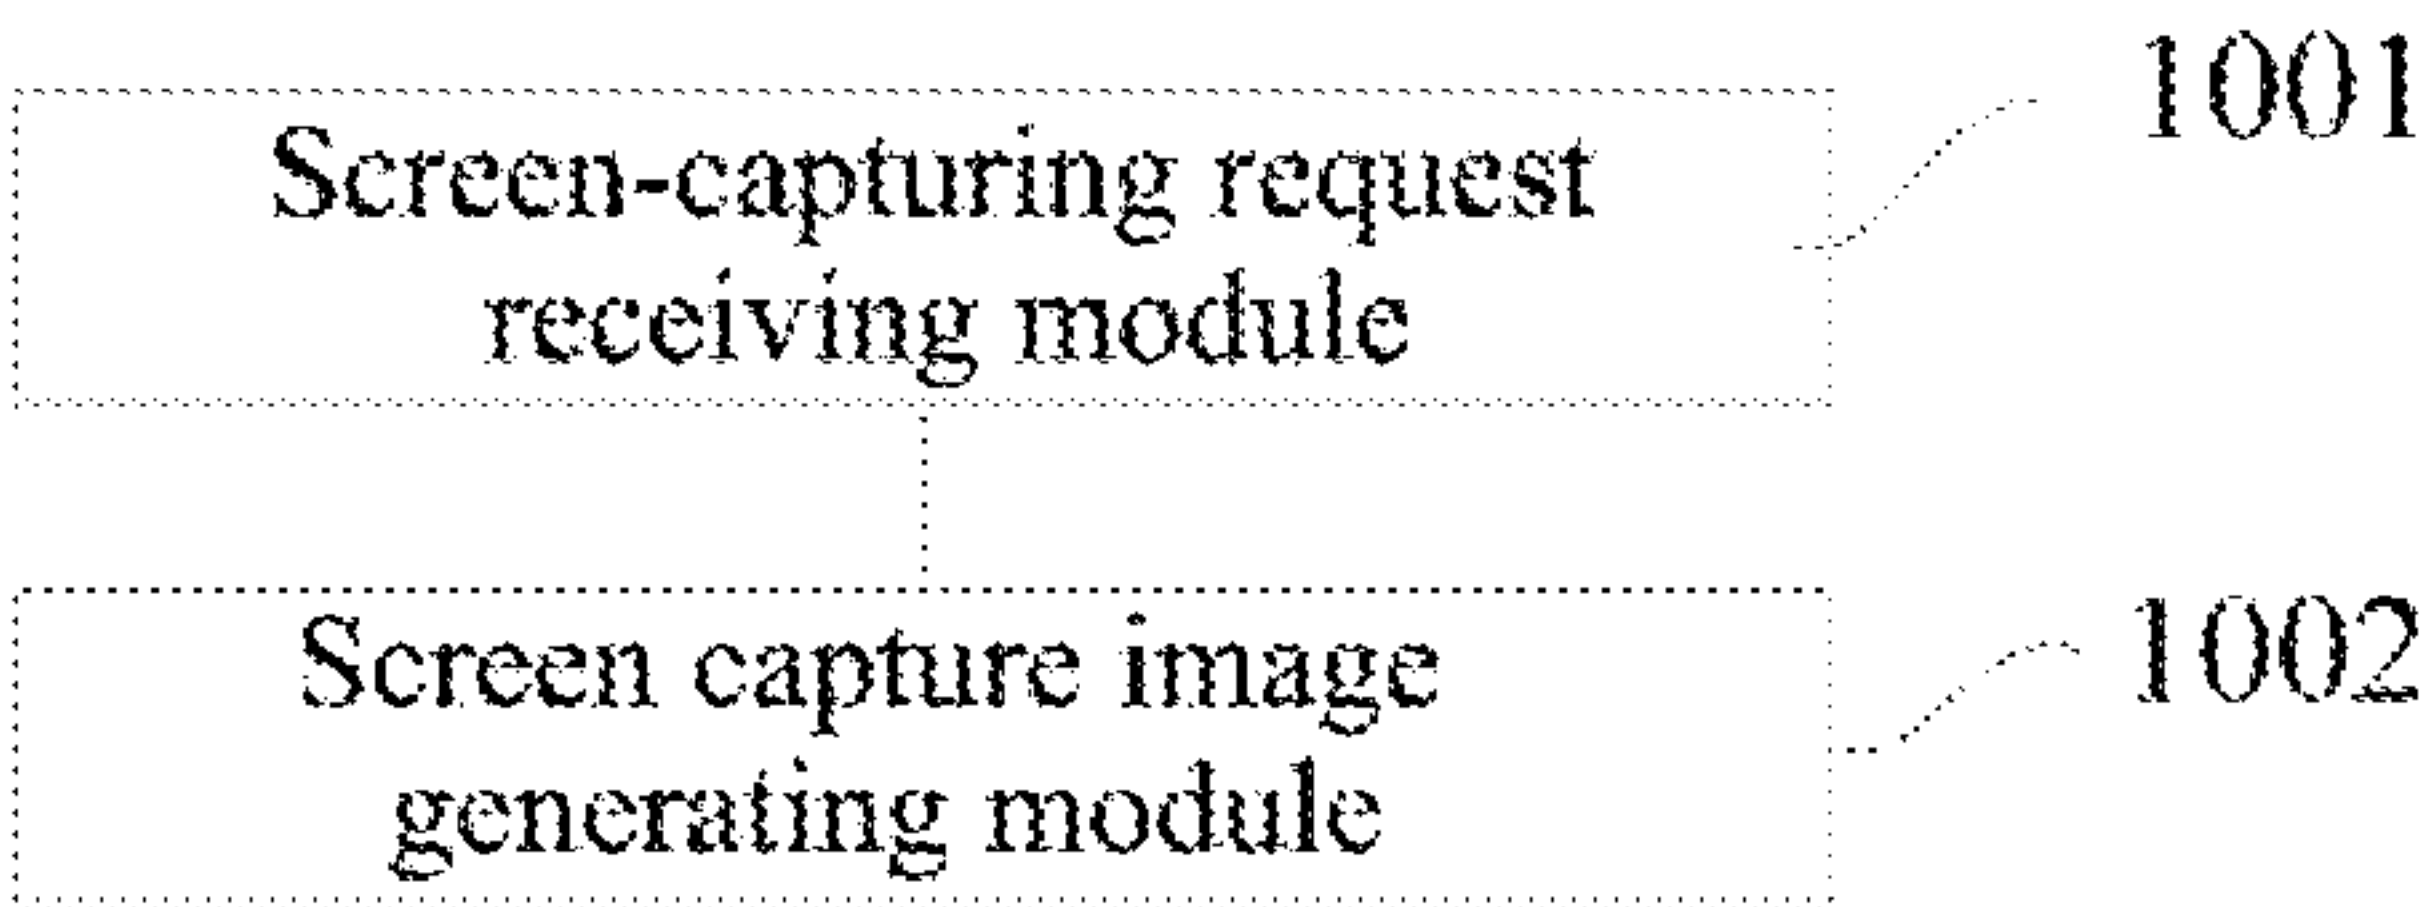 1001
Screen-capturing request
receiving module
1002
Screen capture image
generating module